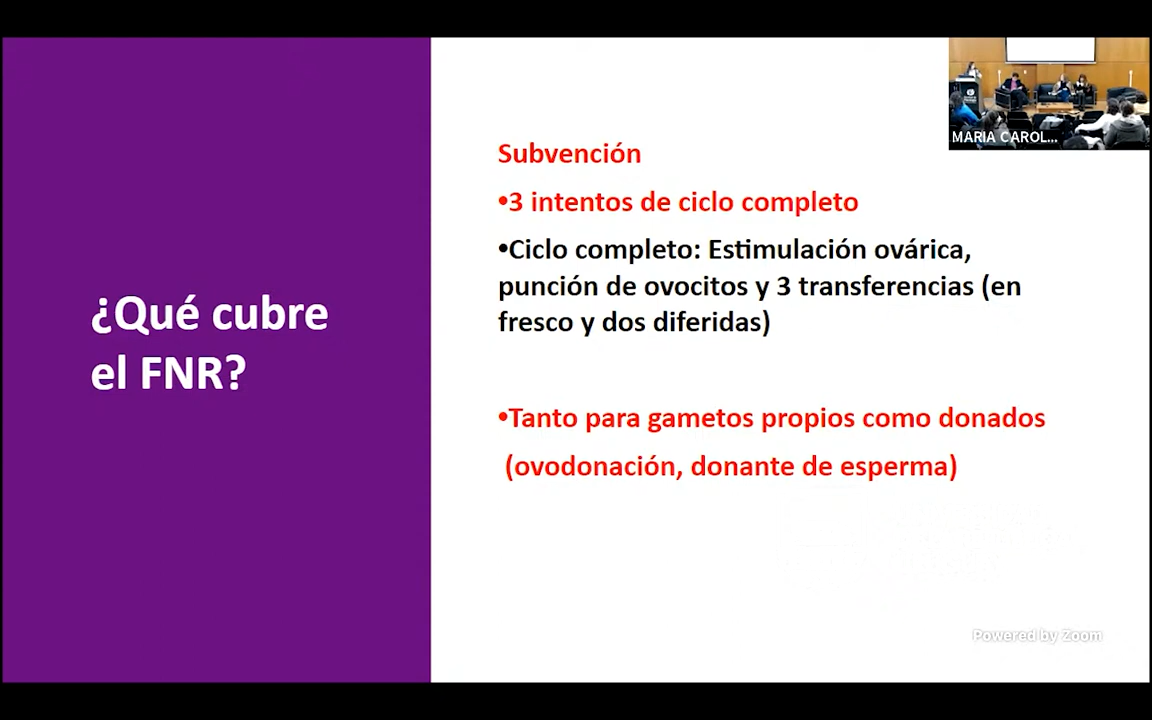 MARIA CAROL...
¿Qué cubre
el FNR?
Subvención
•3 intentos de ciclo completo
•Ciclo completo: Estimulación ovárica,
punción de ovocitos y 3 transferencias (en
fresco y dos diferidas)
•Tanto para gametos propios como donados
(ovodonación, donante de esperma)
Powered by Zoom